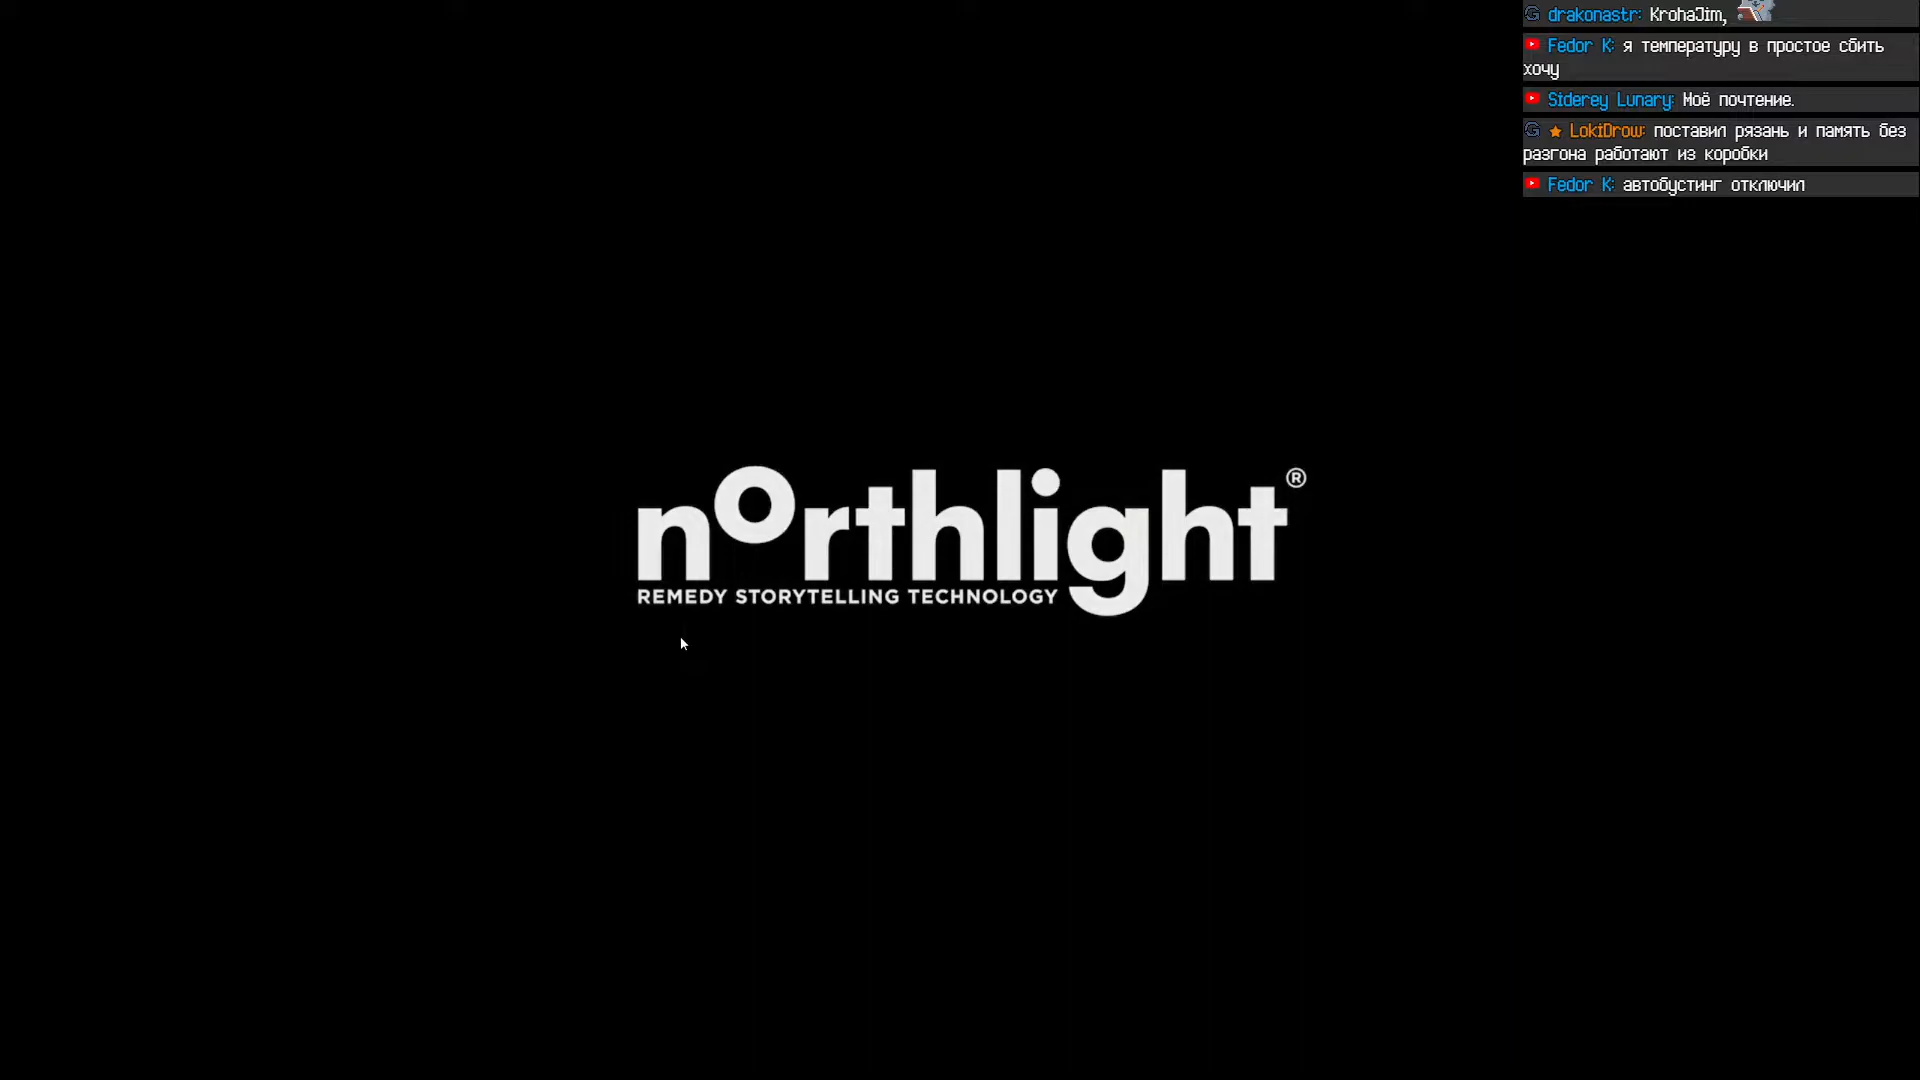 drakonastr: KrohaJim,
Fedor K: я температуру в простое сбить
хочу
Siderey Lunary: Моё почтение.
LokiDrow: поставил рязань и память без
разгона работают из коробки
Fedor K: автобустинг отключил
northlight®
REMEDY STORYTELLING TECHNOLOGY